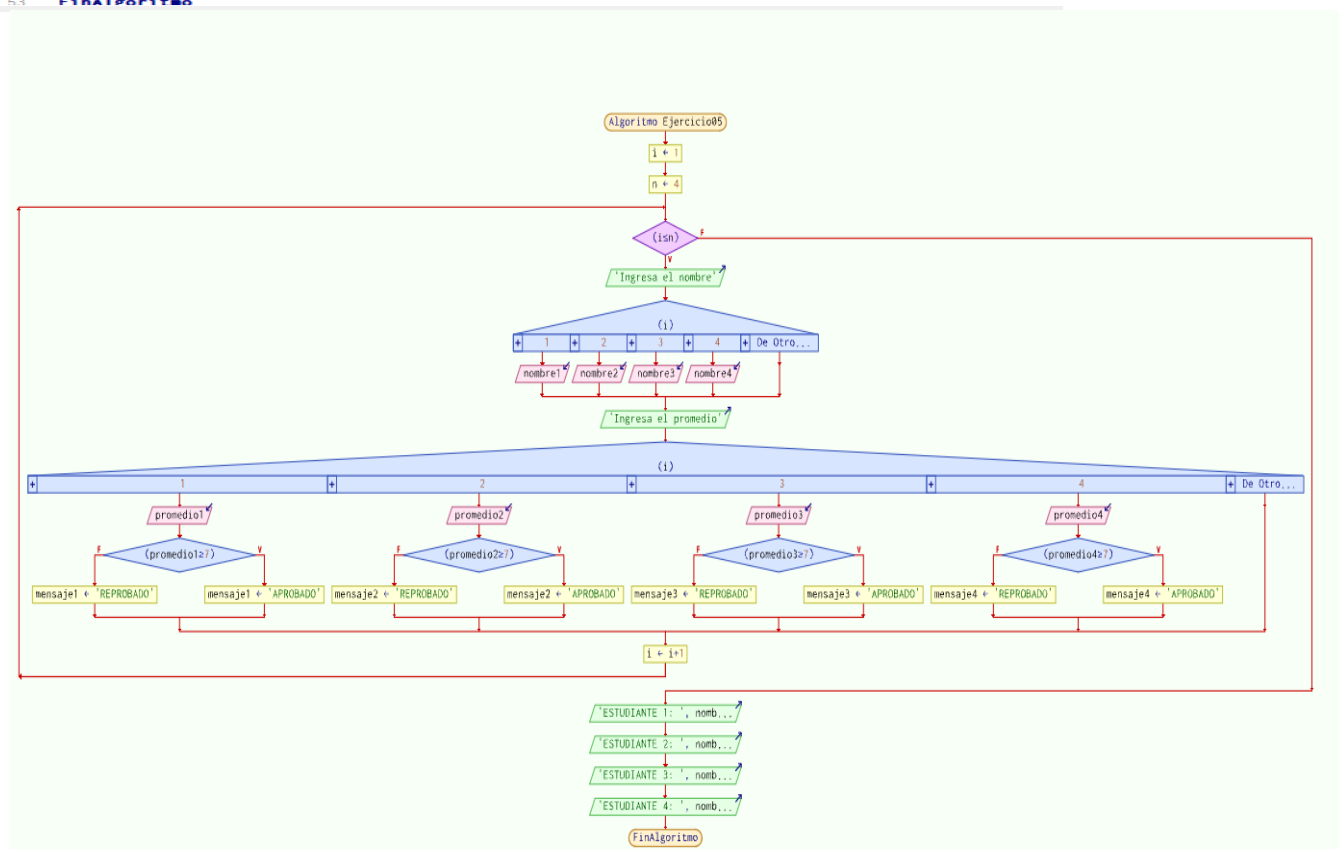 53 FinAlgoritmo
Algoritmo Ejercicio05
i ← 1
n ← 4
(i≤n)
F
V
'Ingresa el nombre'
(i)
+ 1 + 2 + 3 + 4 + De Otro...
nombre1 nombre2 nombre3 nombre4
'Ingresa el promedio'
(i)
+ 1 + 2 + 3 + 4 + De Otro...
promedio1 promedio2 promedio3 promedio4
F (promedio1≥7) V F (promedio2≥7) V F (promedio3≥7) V F (promedio4≥7) V
mensaje1 ← 'REPROBADO' mensaje1 ← 'APROBADO' mensaje2 ← 'REPROBADO' mensaje2 ← 'APROBADO' mensaje3 ← 'REPROBADO' mensaje3 ← 'APROBADO' mensaje4 ← 'REPROBADO' mensaje4 ← 'APROBADO'
i ← i+1
'ESTUDIANTE 1: ', nomb...
'ESTUDIANTE 2: ', nomb...
'ESTUDIANTE 3: ', nomb...
'ESTUDIANTE 4: ', nomb...
FinAlgoritmo